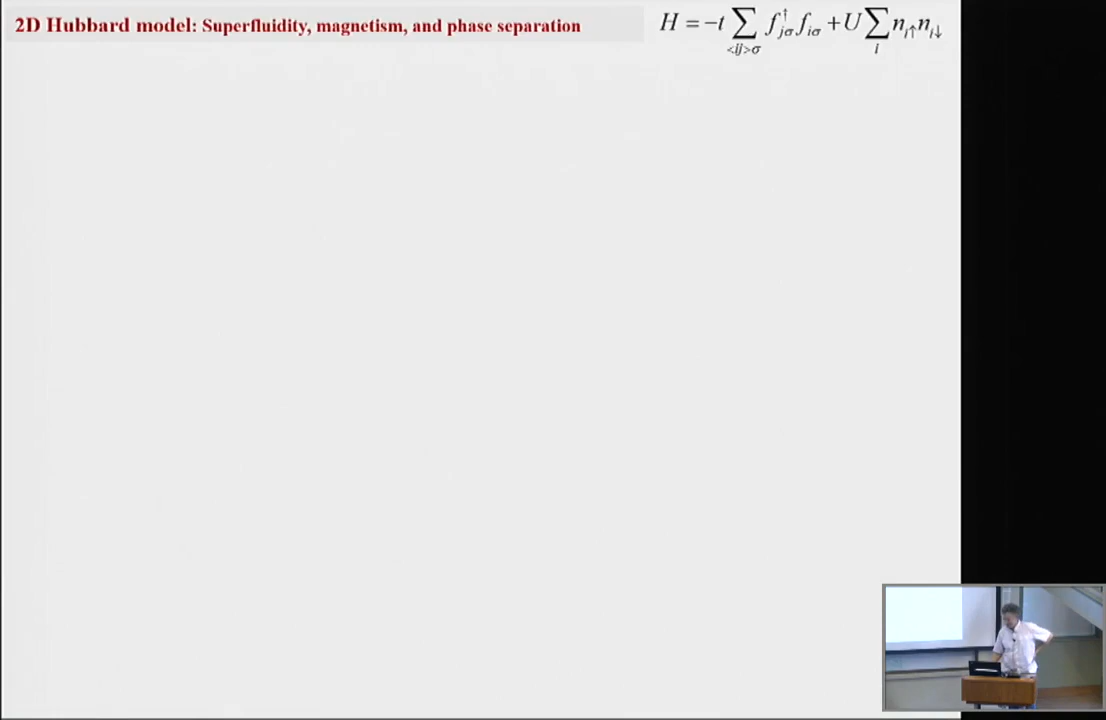 2D Hubbard model: Superfluidity, magnetism, and phase separation
H = -t ∑_{<ij>σ} f†_{jσ} f_{iσ} + U ∑_i n_{i↑} n_{i↓}